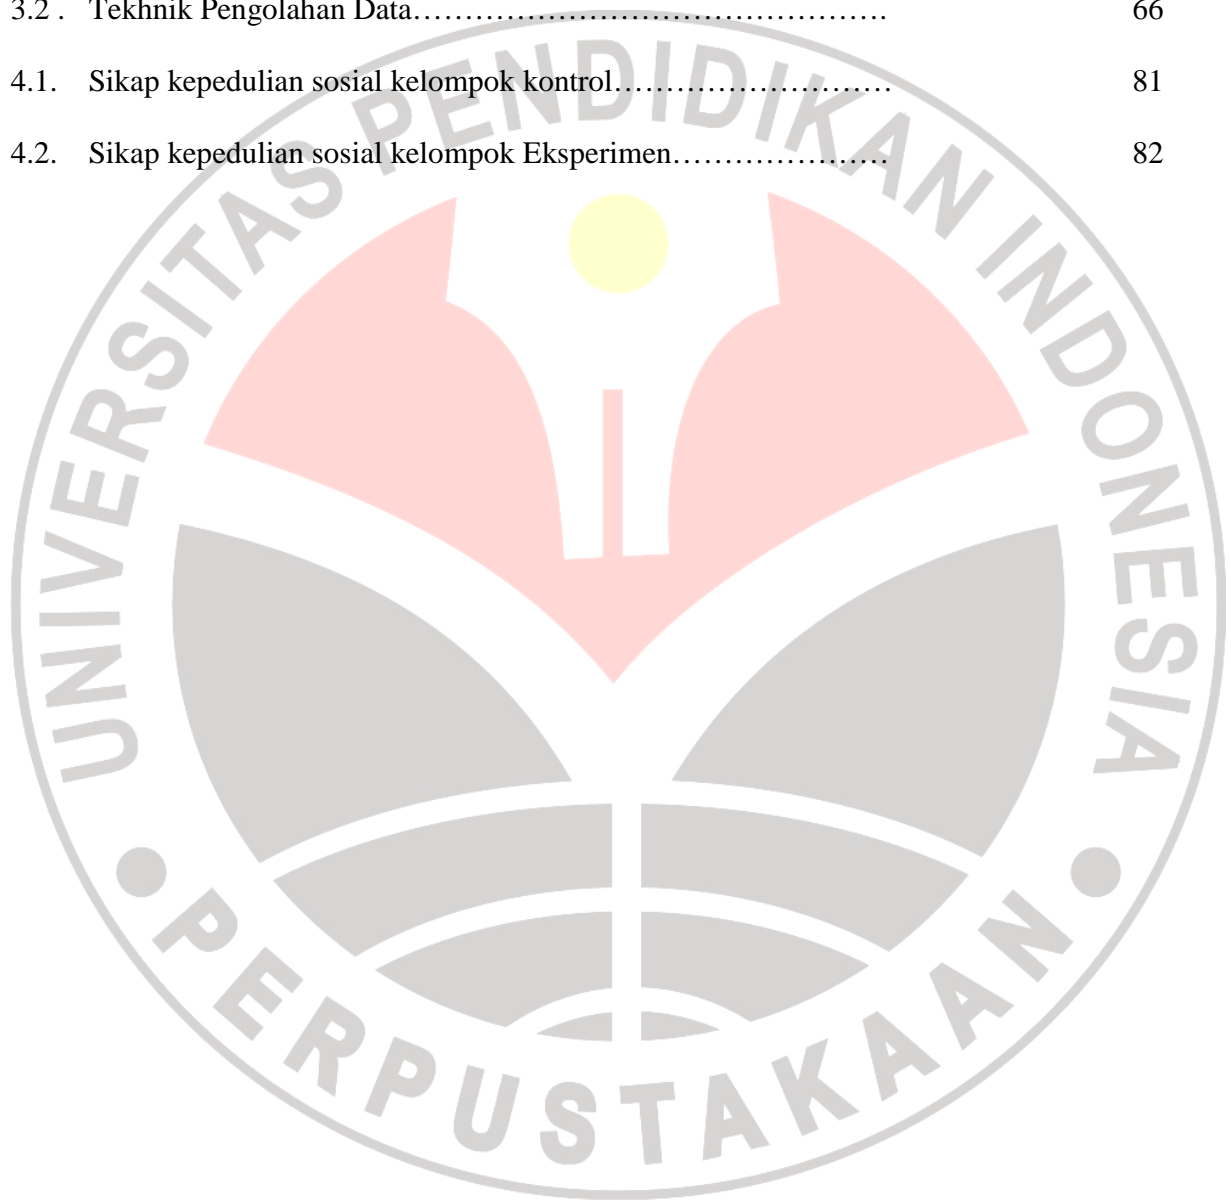 3.2 . Tekhnik Pengolahan Data………………………………………. 66
4.1. Sikap kepedulian sosial kelompok kontrol……………………… 81
4.2. Sikap kepedulian sosial kelompok Eksperimen………………… 82
UNIVERSITAS PENDIDIKAN INDONESIA
PERPUSTAKAAN